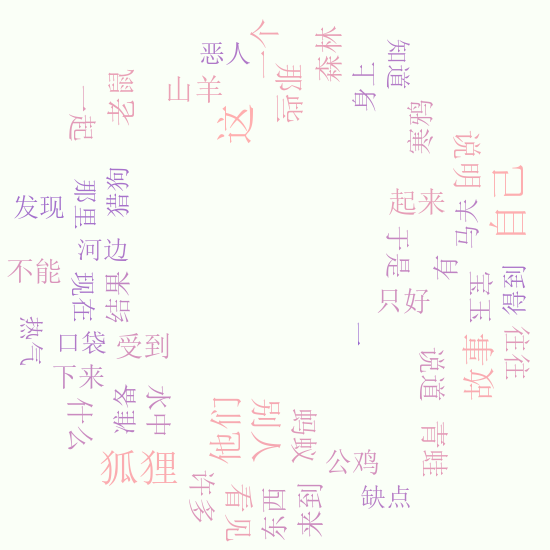 一个
恶人
森林
知道
那些
山羊
老鼠
身上
一起
这
寒鸦
说明
自己
猎狗
那里
起来
发现
马夫
河边
于是
有
不能
现在
结果
只好
宝玉
得到
热气
口袋
受到
一
往往
下来
说道
故事
什么
准备
水中
他们
别人
蚂蚁
青蛙
公鸡
狐狸
许多
看见
东西
来到
缺点